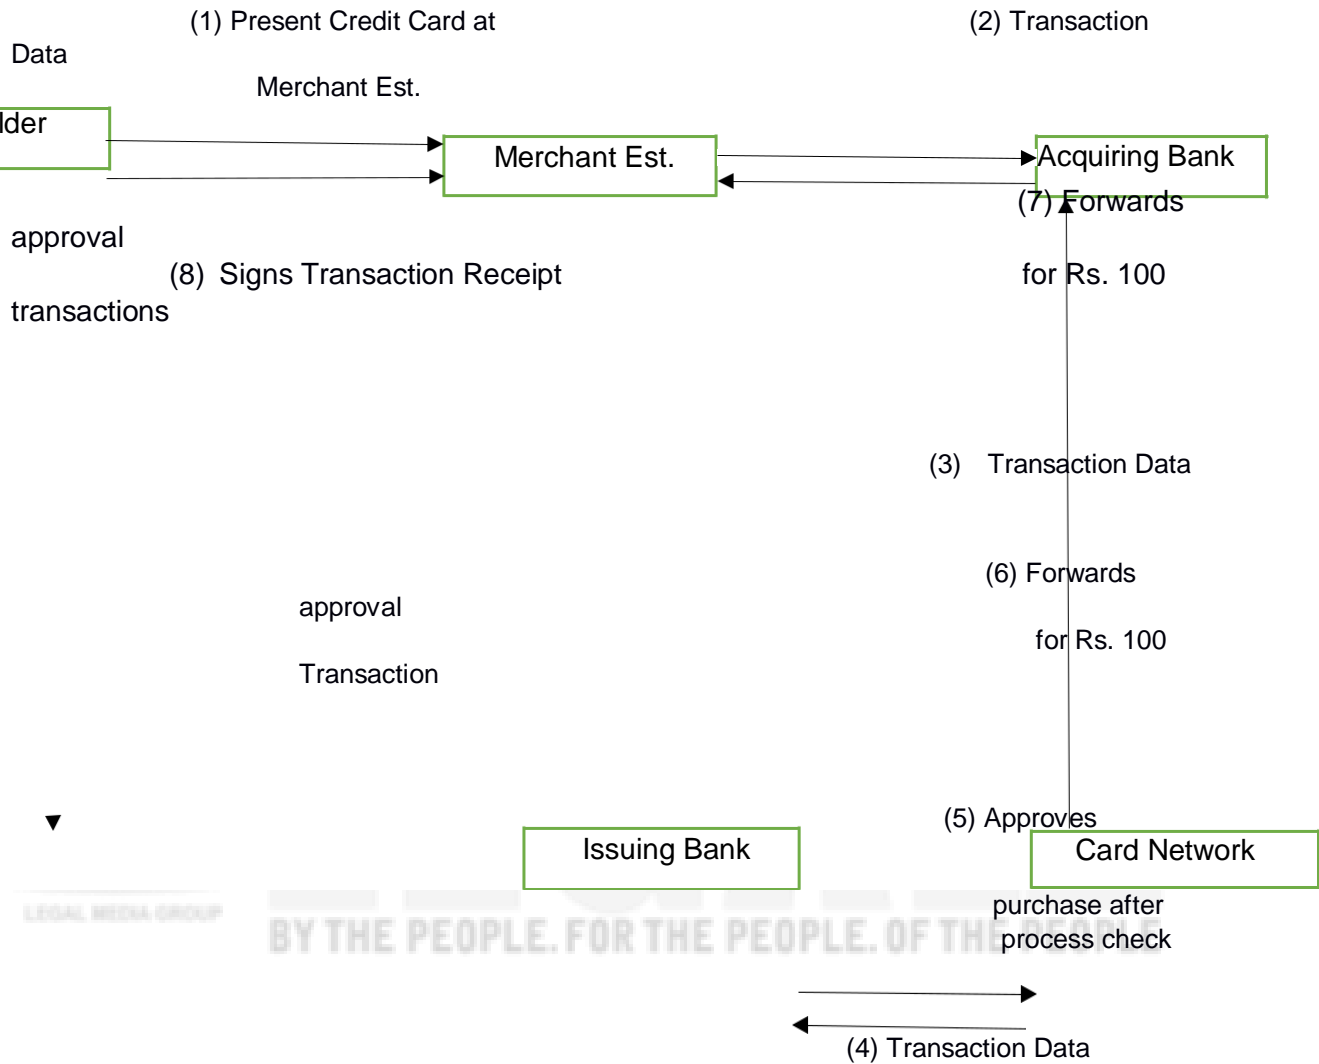 (1) Present Credit Card at (2) Transaction
Data
Merchant Est.
lder
Merchant Est.
Acquiring Bank
(7) Forwards
approval
(8) Signs Transaction Receipt for Rs. 100
transactions
(3) Transaction Data
(6) Forwards
approval
for Rs. 100
Transaction
(5) Approves
Issuing Bank
Card Network
purchase after
LEGAL MEDIA GROUP
process check
BY THE PEOPLE. FOR THE PEOPLE. OF THE PEOPLE
(4) Transaction Data